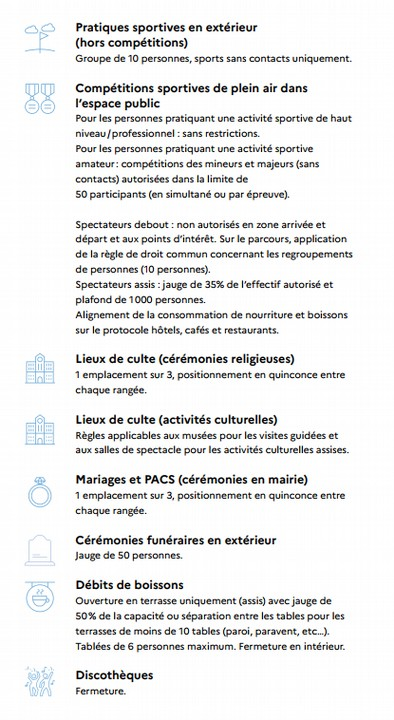 Pratiques sportives en extérieur
(hors compétitions)
Groupe de 10 personnes, sports sans contacts uniquement.
Compétitions sportives de plein air dans
l'espace public
Pour les personnes pratiquant une activité sportive de haut
niveau/professionnel : sans restrictions.
Pour les personnes pratiquant une activité sportive
amateur : compétitions des mineurs et majeurs (sans
contacts) autorisées dans la limite de
50 participants (en simultané ou par épreuve).
Spectateurs debout : non autorisés en zone arrivée et
départ et aux points d'intérêt. Sur le parcours, application
de la règle de droit commun concernant les regroupements
de personnes (10 personnes).
Spectateurs assis : jauge de 35% de l'effectif autorisé et
plafond de 1000 personnes.
Alignement de la consommation de nourriture et boissons
sur le protocole hôtels, cafés et restaurants.
Lieux de culte (cérémonies religieuses)
1 emplacement sur 3, positionnement en quinconce entre
chaque rangée.
Lieux de culte (activités culturelles)
Règles applicables aux musées pour les visites guidées et
aux salles de spectacle pour les activités culturelles assises.
Mariages et PACS (cérémonies en mairie)
1 emplacement sur 3, positionnement en quinconce entre
chaque rangée.
Cérémonies funéraires en extérieur
Jauge de 50 personnes.
Débits de boissons
Ouverture en terrasse uniquement (assis) avec jauge de
50% de la capacité ou séparation entre les tables pour les
terrasses de moins de 10 tables (paroi, paravent, etc…).
Tablées de 6 personnes maximum. Fermeture en intérieur.
Discothèques
Fermeture.